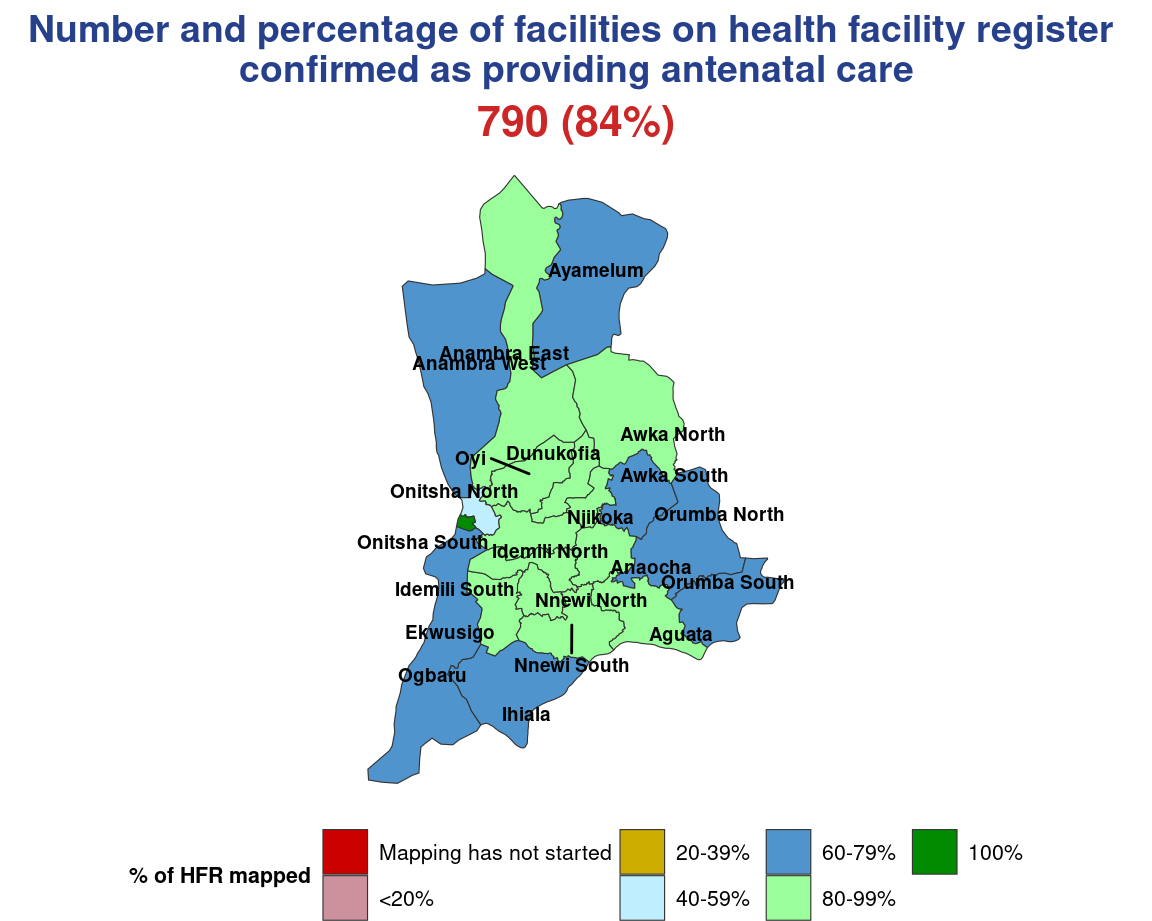 Number and percentage of facilities on health facility register
confirmed as providing antenatal care
790 (84%)
Ayamelum
Anambra East
Anambra West
Awka North
Dunukofia
Oyi
Awka South
Onitsha North
Orumba North
Njikoka
Onitsha South
Idemili North
Anaocha
Orumba South
Idemili South
Nnewi North
Ekwusigo
Aguata
Nnewi South
Ogbaru
Ihiala
% of HFR mapped
Mapping has not started
<20%
20-39%
40-59%
60-79%
80-99%
100%